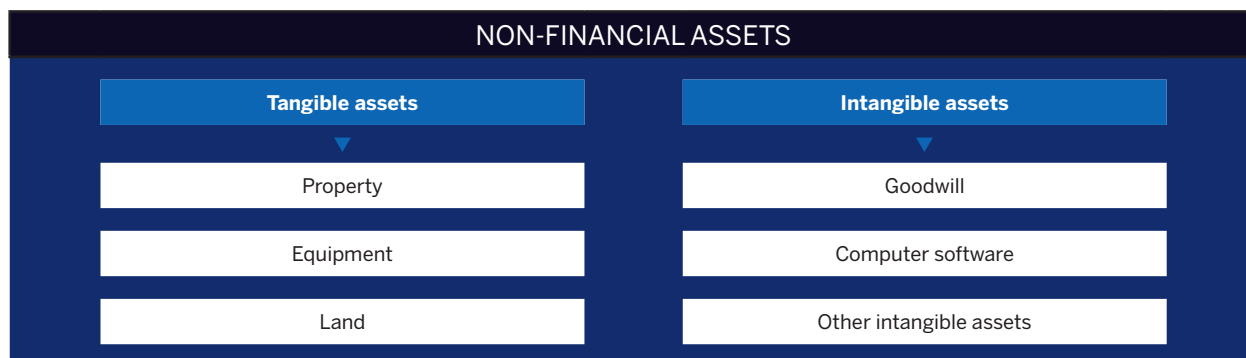 NON-FINANCIAL ASSETS
Tangible assets
Property
Equipment
Land
Intangible assets
Goodwill
Computer software
Other intangible assets